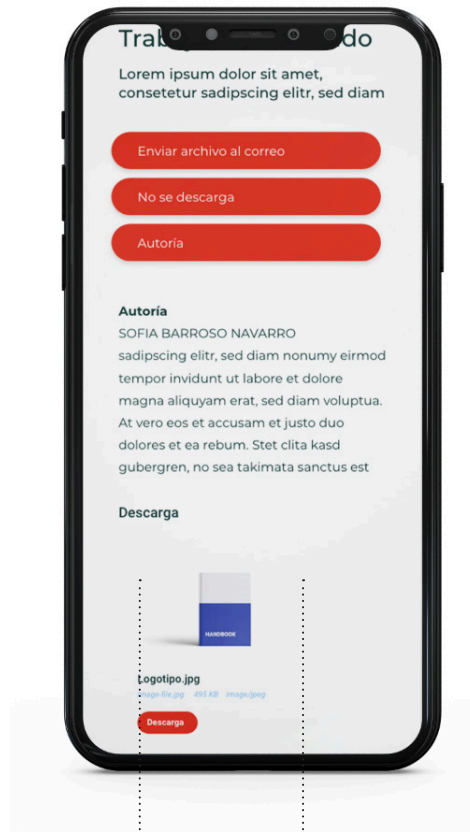 Trab do
Lorem ipsum dolor sit amet,
consetetur sadipscing elitr, sed diam
Enviar archivo al correo
No se descarga
Autoría
Autoría
SOFIA BARROSO NAVARRO
sadipscing elitr, sed diam nonumy eirmod
tempor invidunt ut labore et dolore
magna aliquyam erat, sed diam voluptua.
At vero eos et accusam et justo duo
dolores et ea rebum. Stet clita kasd
gubergren, no sea takimata sanctus est
Descarga
HANDBOOK
Logotipo.jpg
image-file.jpg 495 KB image/jpeg
Descarga